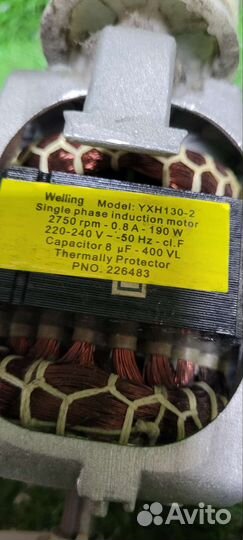 Welling Model: YXH130-2
Single phase induction motor
2750 rpm - 0.8 A - 190 W
220-240 V ~ -50 Hz - cl.F
Capacitor 8 µF - 400 VL
Thermally Protector
PNO. 226483
Avito